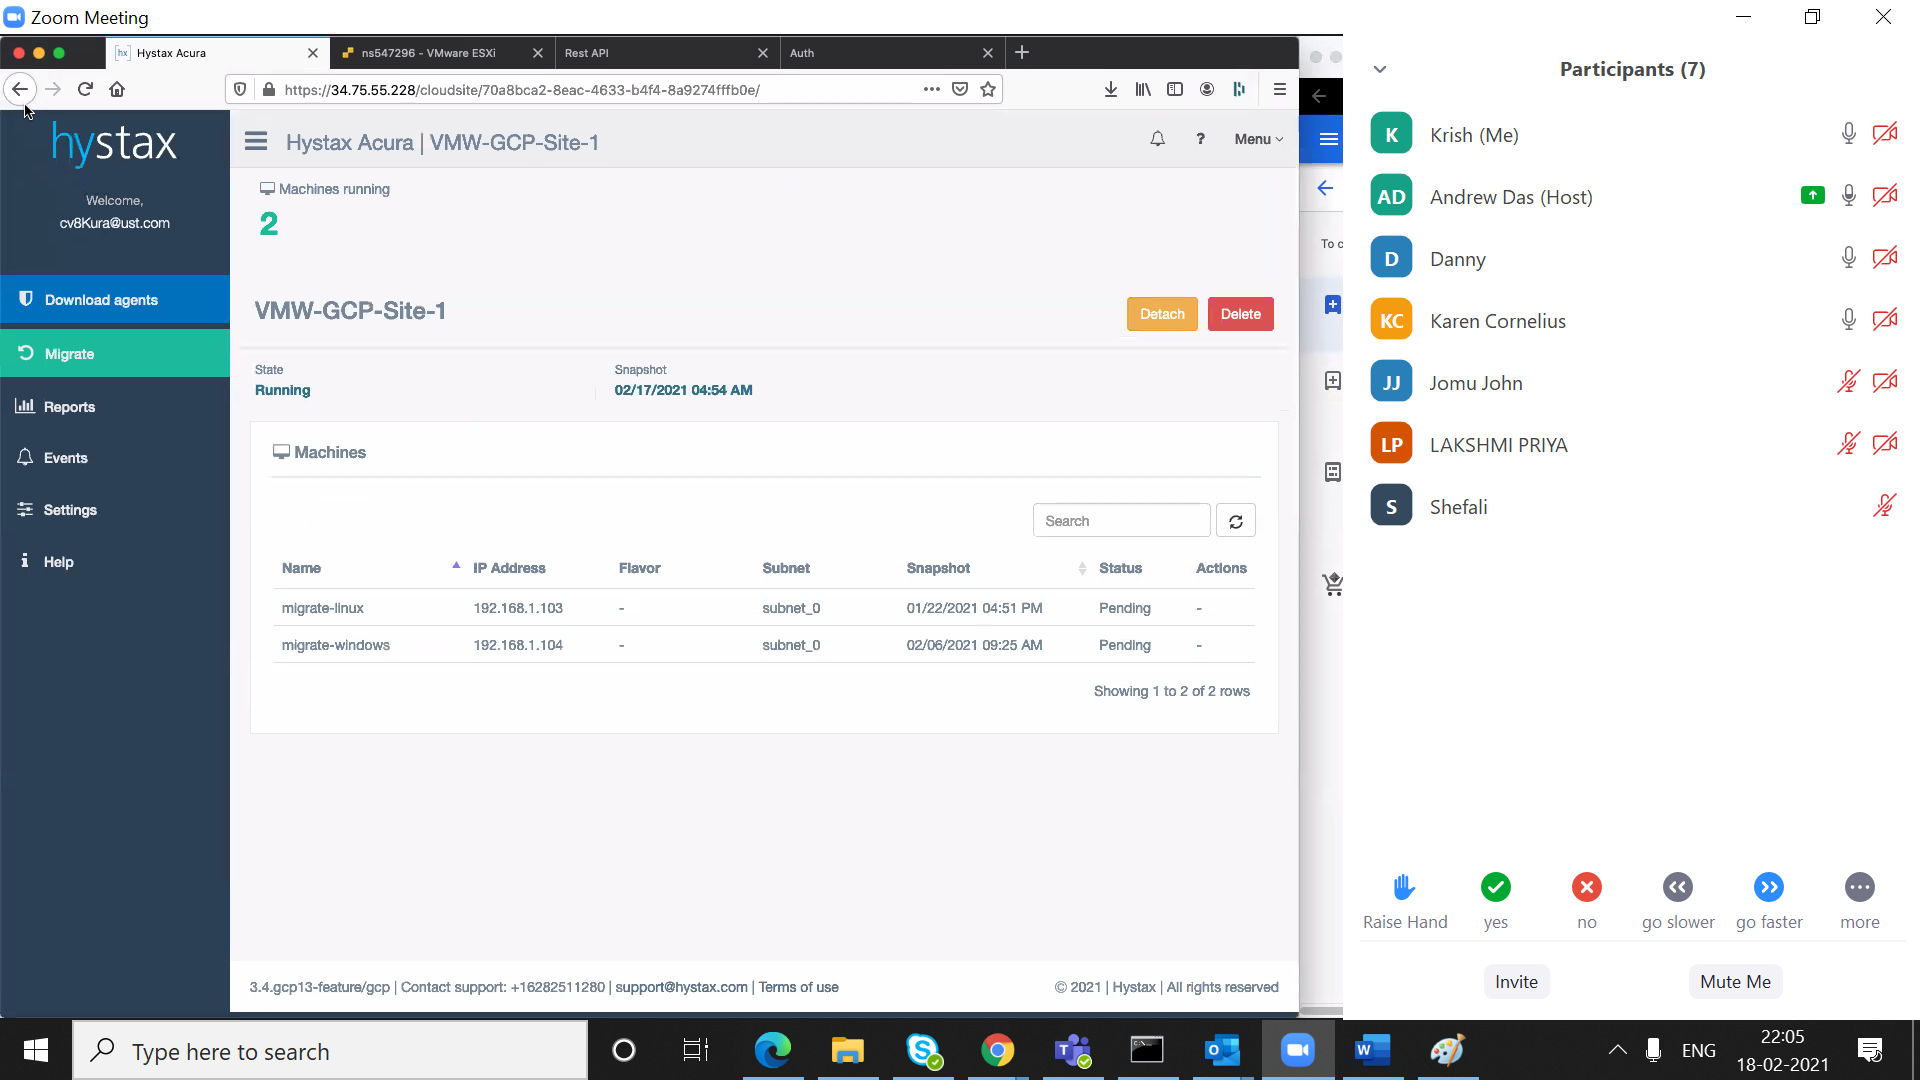 Zoom Meeting
Hystax Acura
ns547296 - VMware ESXi
Rest API
Auth
https://34.75.55.228/cloudsite/70a8bca2-8eac-4633-b4f4-8a9274fffb0e/
hystax
Welcome,
cv8Kura@ust.com
Download agents
Migrate
Reports
Events
Settings
Help
Hystax Acura | VMW-GCP-Site-1
? Menu
Machines running
2
VMW-GCP-Site-1
Detach Delete
State Snapshot
Running 02/17/2021 04:54 AM
Machines
Search
Name IP Address Flavor Subnet Snapshot Status Actions
migrate-linux 192.168.1.103 - subnet_0 01/22/2021 04:51 PM Pending -
migrate-windows 192.168.1.104 - subnet_0 02/06/2021 09:25 AM Pending -
Showing 1 to 2 of 2 rows
3.4.gcp13-feature/gcp | Contact support: +16282511280 | support@hystax.com | Terms of use
© 2021 | Hystax | All rights reserved
To c
Participants (7)
K Krish (Me)
AD Andrew Das (Host)
D Danny
KC Karen Cornelius
JJ Jomu John
LP LAKSHMI PRIYA
S Shefali
Raise Hand yes no go slower go faster more
Invite Mute Me
Type here to search
ENG
22:05
18-02-2021